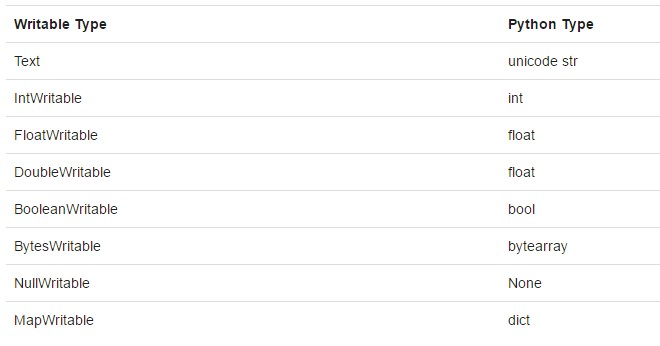 Writable Type Python Type
Text unicode str
IntWritable int
FloatWritable float
DoubleWritable float
BooleanWritable bool
BytesWritable bytearray
NullWritable None
MapWritable dict